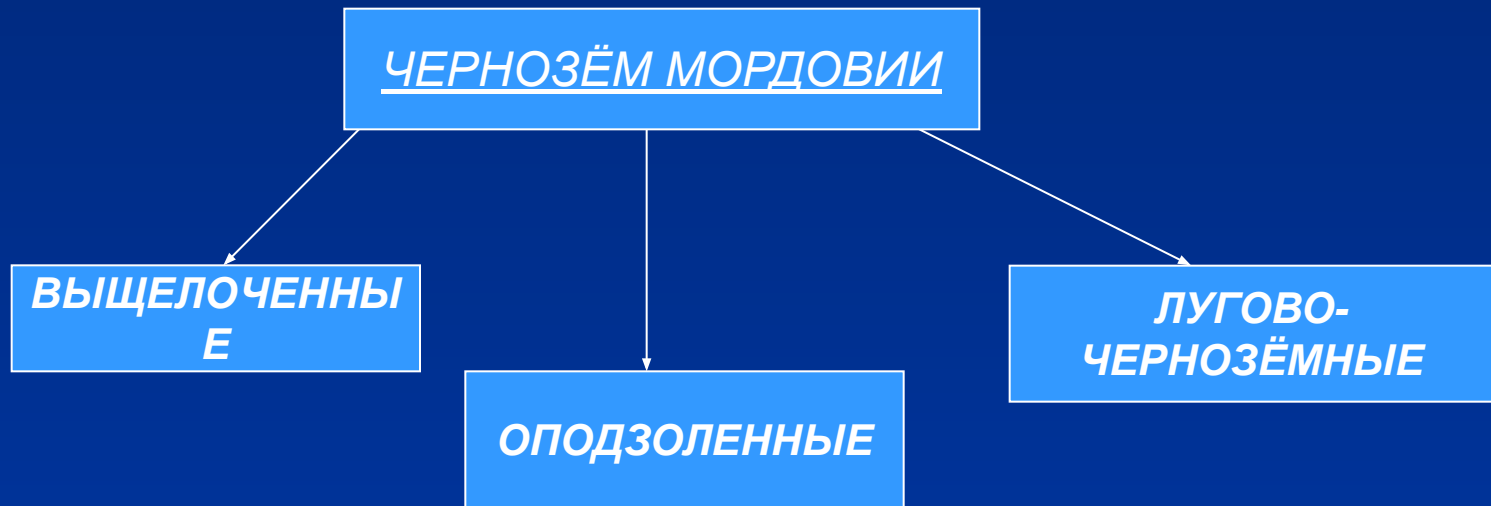 ЧЕРНОЗЁМ МОРДОВИИ
ВЫЩЕЛОЧЕННЫ
Е
ЛУГОВО-
ЧЕРНОЗЁМНЫЕ
ОПОДЗОЛЕННЫЕ